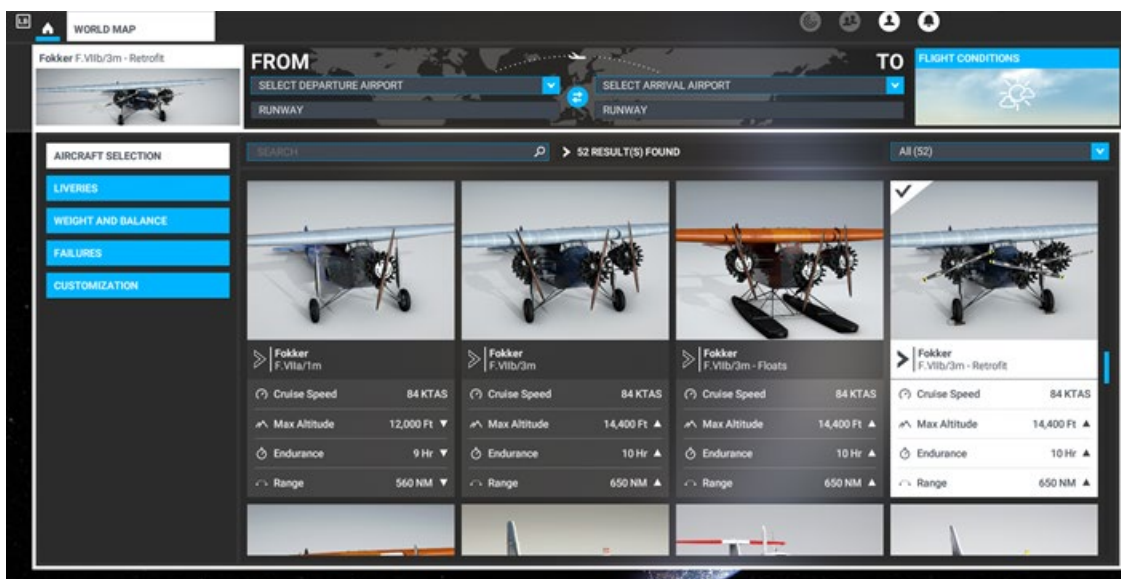 LB
WORLD MAP
Fokker F.VIIb/3m - Retrofit
FROM
TO
SELECT DEPARTURE AIRPORT
SELECT ARRIVAL AIRPORT
RUNWAY
RUNWAY
FLIGHT CONDITIONS
AIRCRAFT SELECTION
LIVERIES
WEIGHT AND BALANCE
FAILURES
CUSTOMIZATION
SEARCH
52 RESULT(S) FOUND
All (52)
Fokker
F.VIIa/1m
Cruise Speed 84 KTAS
Max Altitude 12,000 Ft ▼
Endurance 9 Hr ▼
Range 560 NM ▼
Fokker
F.VIIb/3m
Cruise Speed 84 KTAS
Max Altitude 14,400 Ft ▲
Endurance 10 Hr ▲
Range 650 NM ▲
Fokker
F.VIIb/3m - Floats
Cruise Speed 84 KTAS
Max Altitude 14,400 Ft ▲
Endurance 10 Hr ▲
Range 650 NM ▲
Fokker
F.VIIb/3m - Retrofit
Cruise Speed 84 KTAS
Max Altitude 14,400 Ft ▲
Endurance 10 Hr ▲
Range 650 NM ▲